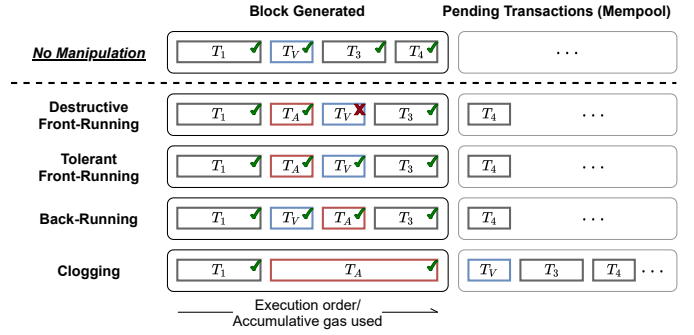 Block Generated Pending Transactions (Mempool)
No Manipulation T1 TV T3 T4 ···
Destructive
Front-Running T1 TA TV T3 T4 ···
Tolerant
Front-Running T1 TA TV T3 T4 ···
Back-Running T1 TV TA T3 T4 ···
Clogging T1 TA TV T3 T4 ···
Execution order/
Accumulative gas used